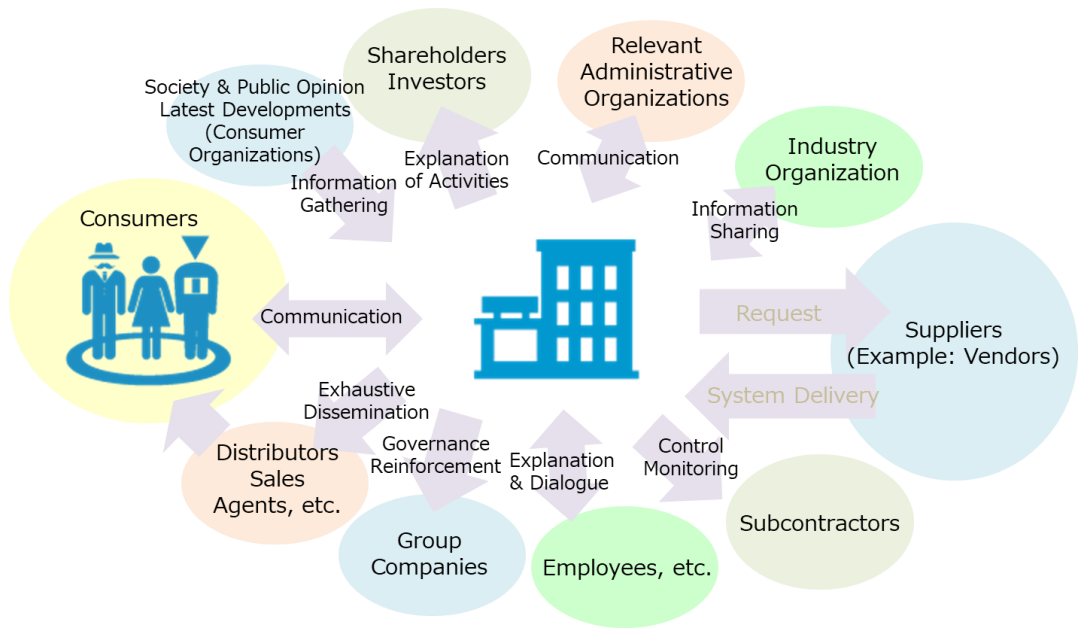 Shareholders
Investors
Relevant
Administrative
Organizations
Society & Public Opinion
Latest Developments
(Consumer
Organizations)
Industry
Organization
Explanation
of Activities
Communication
Information
Gathering
Information
Sharing
Consumers
Communication
Request
Suppliers
(Example: Vendors)
System Delivery
Exhaustive
Dissemination
Governance
Reinforcement
Explanation
& Dialogue
Control
Monitoring
Distributors
Sales
Agents, etc.
Group
Companies
Employees, etc.
Subcontractors